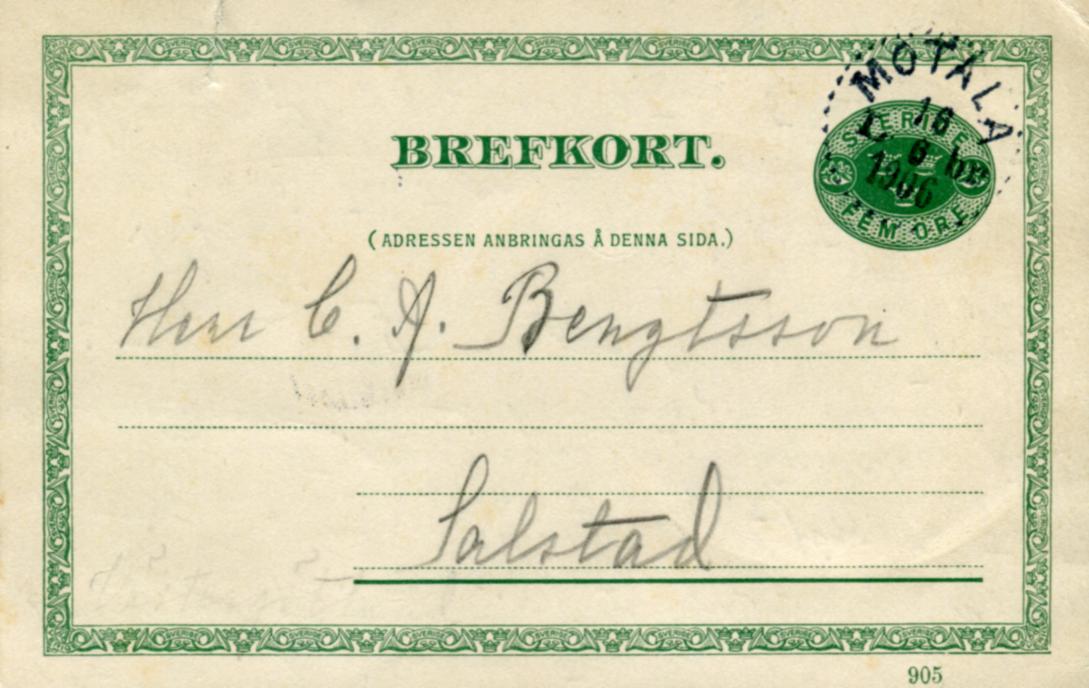 MOTALA
16
6
1906
SVERIGE
FEM ÖRE
BREFKORT.
(ADRESSEN ANBRINGAS Å DENNA SIDA.)
Herr C. A. Bengtsson
Salstad
905